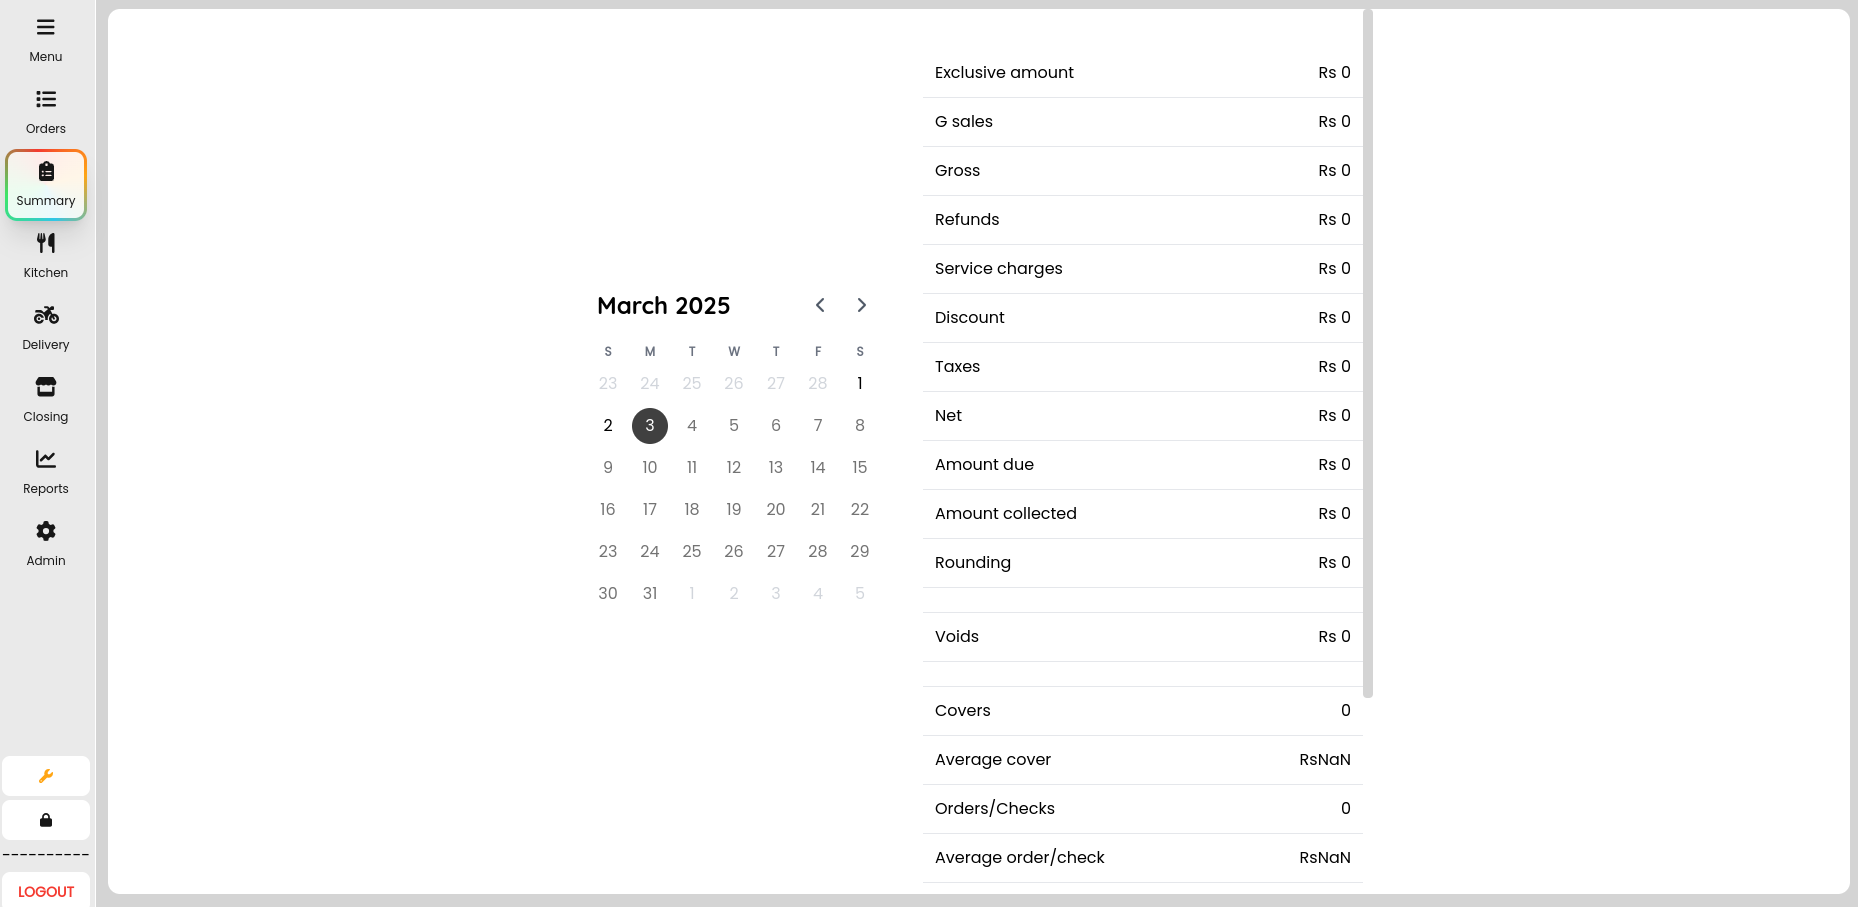 Menu
Orders
Summary
Kitchen
Delivery
Closing
Reports
Admin
----------
LOGOUT
March 2025
S M T W T F S
23 24 25 26 27 28 1
2 3 4 5 6 7 8
9 10 11 12 13 14 15
16 17 18 19 20 21 22
23 24 25 26 27 28 29
30 31 1 2 3 4 5
Exclusive amount Rs 0
G sales Rs 0
Gross Rs 0
Refunds Rs 0
Service charges Rs 0
Discount Rs 0
Taxes Rs 0
Net Rs 0
Amount due Rs 0
Amount collected Rs 0
Rounding Rs 0
Voids Rs 0
Covers 0
Average cover RsNaN
Orders/Checks 0
Average order/check RsNaN